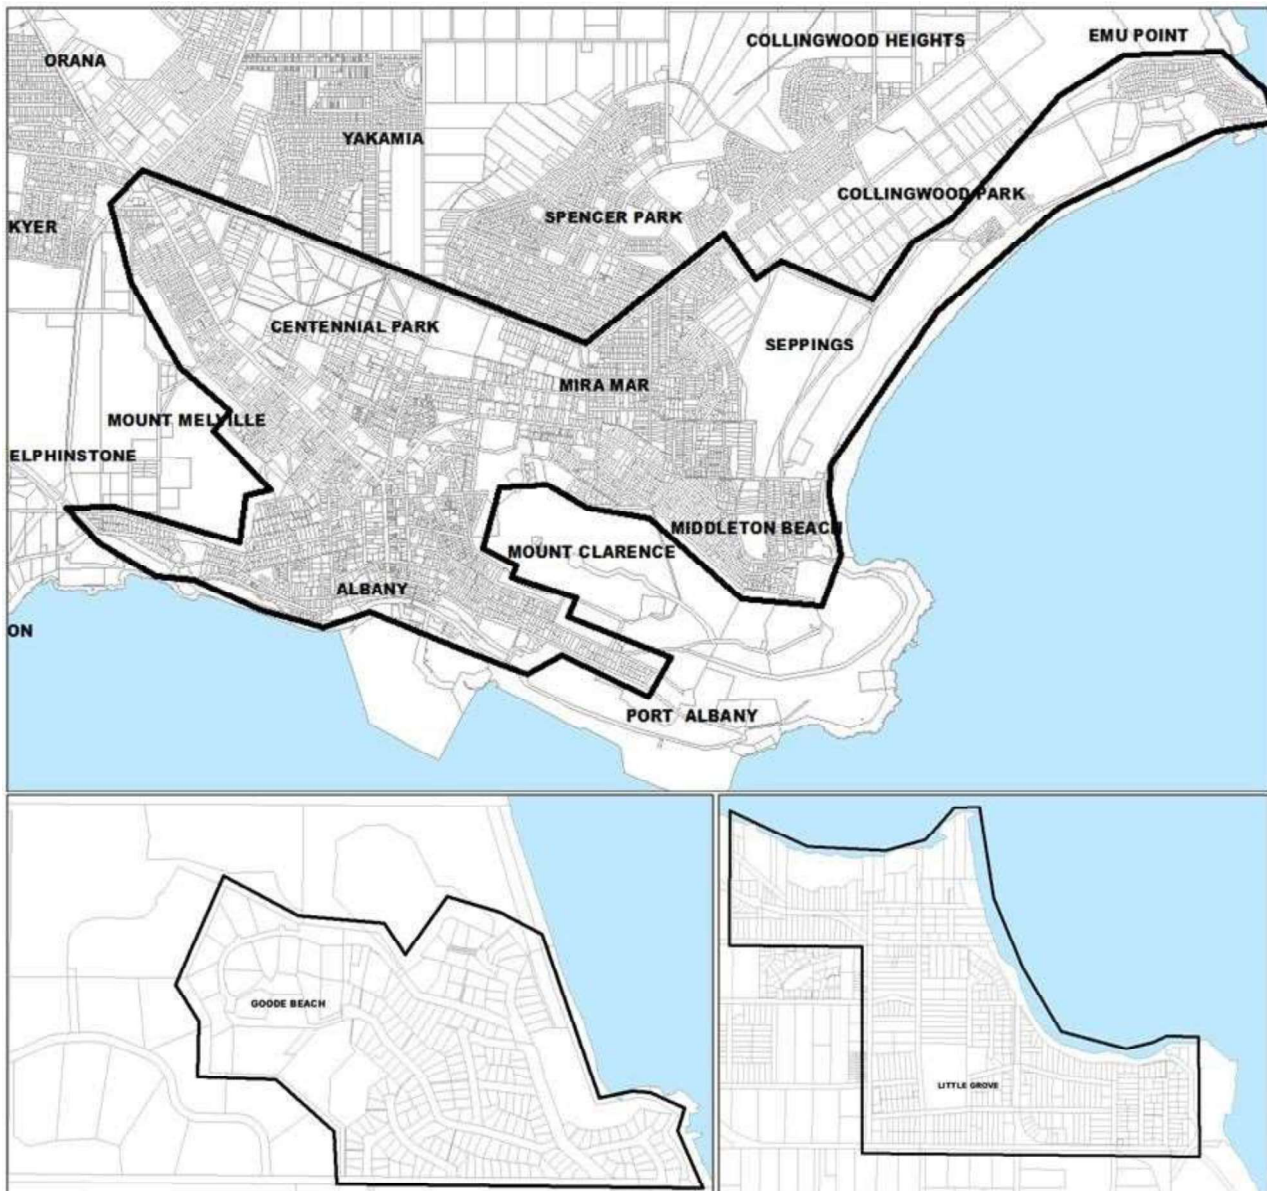 COLLINGWOOD HEIGHTS
EMU POINT
ORANA
YAKAMIA
COLLINGWOOD PARK
SPENCER PARK
KYER
CENTENNIAL PARK
SEPPINGS
MIRA MAR
MOUNT MELVILLE
ELPHINSTONE
MIDDLETON BEACH
MOUNT CLARENCE
ALBANY
ON
PORT ALBANY
GOODE BEACH
LITTLE GROVE